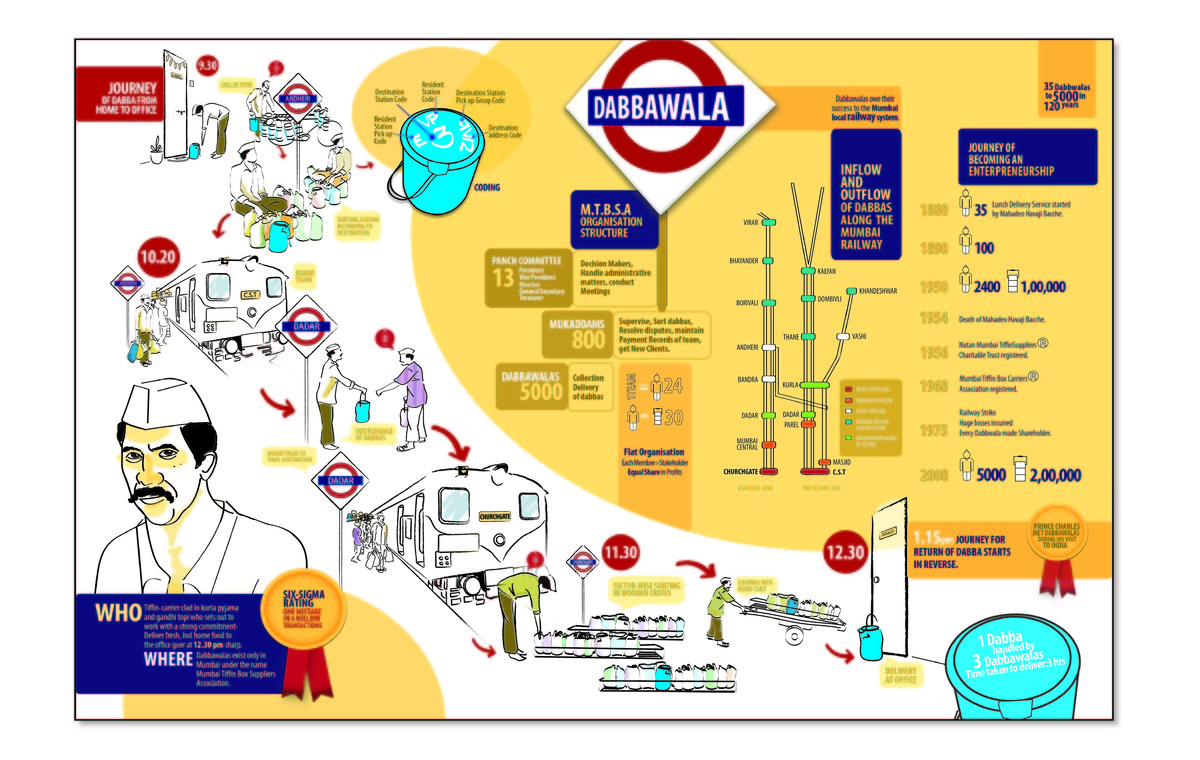 JOURNEY
OF DABBA FROM
HOME TO OFFICE
9.30
COLLECTION
ANDHERI
SORTING, CODING
ACCORDING TO
DESTINATION
Destination
Station Code
Resident
Station
Code
Destination Station
Pick up Group Code
Resident
Station
Pick up
Code
Destination
address Code
E
VP
3
9V12
CODING
DABBAWALA
Dabbawalas owe their
success to the Mumbai
local railway system.
35 Dabbwalas
to 5000 in
120 years
INFLOW
AND
OUTFLOW
OF DABBAS
ALONG THE
MUMBAI
RAILWAY
JOURNEY OF
BECOMING AN
ENTERPRENEURSHIP
1880
35
Lunch Delivery Service started
by Mahadeo Havaji Bacche.
1890
100
1950
2400
1,00,000
1954
Death of Mahadeo Havaji Bacche.
1956
Nutan Mumbai TiffinSuppliers ®
Charitable Trust registered.
1968
Mumbai Tiffin Box Carriers ®
Association registered.
1975
Railway Strike
Huge losses incurred
Every Dabbwala made Shareholder.
2008
5000
2,00,000
M.T.B.S.A
ORGANISATION
STRUCTURE
PANCH COMMITTEE
13
President
Vice President
Director
General Secretary
Treasurer
Decision Makers,
Handle administrative
matters, conduct
Meetings
MUKADDAMS
800
Supervise, Sort dabbas,
Resolve disputes, maintain
Payment Records of team,
get New Clients.
DABBAWALAS
5000
Collection
Delivery
of dabbas
1TEAM
=
24
=
30
Flat Organisation
Each Member=Stakeholder
Equal Share in Profits
VIRAR
BHAYANDER
BORIVALI
ANDHERI
BANDRA
DADAR
MUMBAI
CENTRAL
CHURCHGATE
KALYAN
DOMBIVLI
KHANDESHWAR
THANE
VASHI
KURLA
DADAR
PAREL
MASJID
C.S.T
CENTRAL LINE
WESTERN LINE
10.20
BOARD
TRAIN
C.S.T
DADAR
INTERCHANGE
OF DABBAS
BOARD TRAIN TO
FINAL DESTINATION
DADAR
CHURCHGATE
11.30
SECTOR-WISE SORTING
IN WOODEN CRATES
LOADING INTO
HAND CART
12.30
DELIVERY
AT OFFICE
1.15pm JOURNEY FOR
RETURN OF DABBA STARTS
IN REVERSE.
PRINCE CHARLES
MET DABBAWALAS
DURING HIS VISIT
TO INDIA
1 Dabba
handled by
3 Dabbawalas
Time taken to deliver:3 hrs
WHO Tiffin-carrier clad in kurta pyjama
and gandhi topi who sets out to
work with a strong commitment-
Deliver fresh, hot home food to
the office goer at 12.30 pm sharp.
WHERE Dabbawalas exist only in
Mumbai under the name
Mumbai Tiffin Box Suppliers
Association.
SIX-SIGMA
RATING
ONE MISTAKE
IN 6 MILLION
TRANSACTIONS